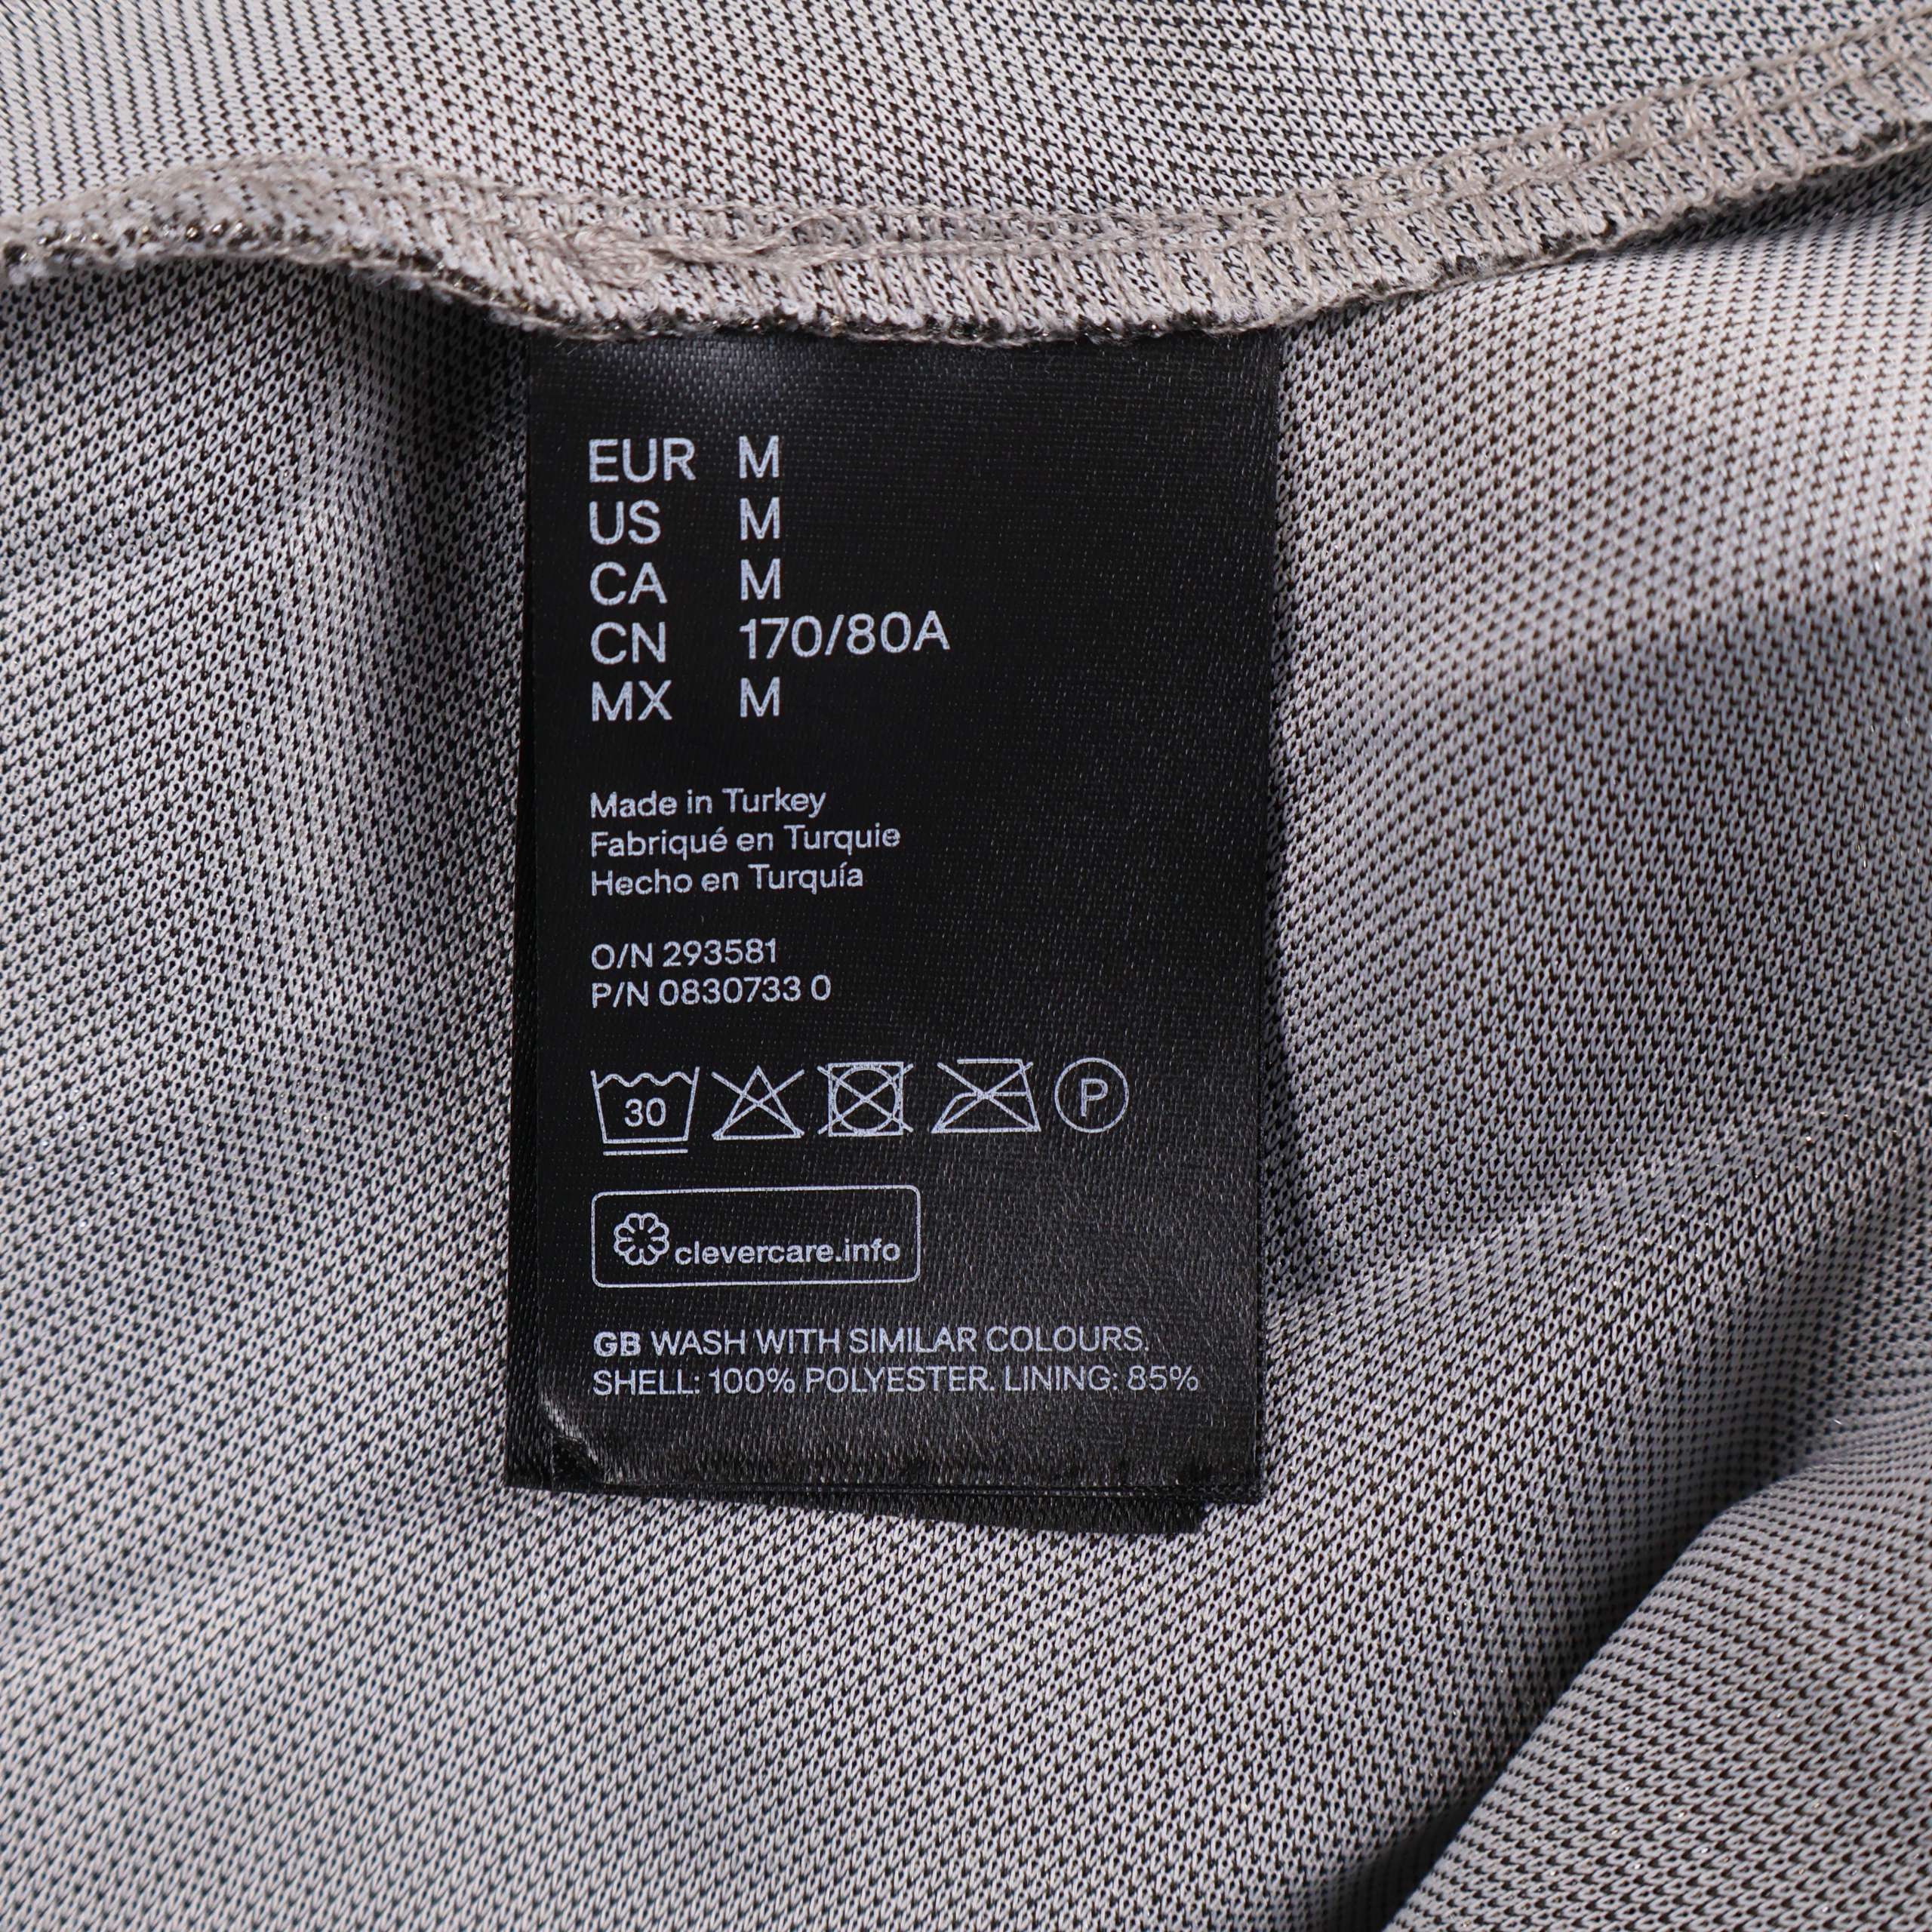 EUR M
US M
CA M
CN 170/80A
MX M
Made in Turkey
Fabriqué en Turquie
Hecho en Turquía
O/N 293581
P/N 0830733 0
30 P
clevercare.info
GB WASH WITH SIMILAR COLOURS.
SHELL: 100% POLYESTER. LINING: 85%